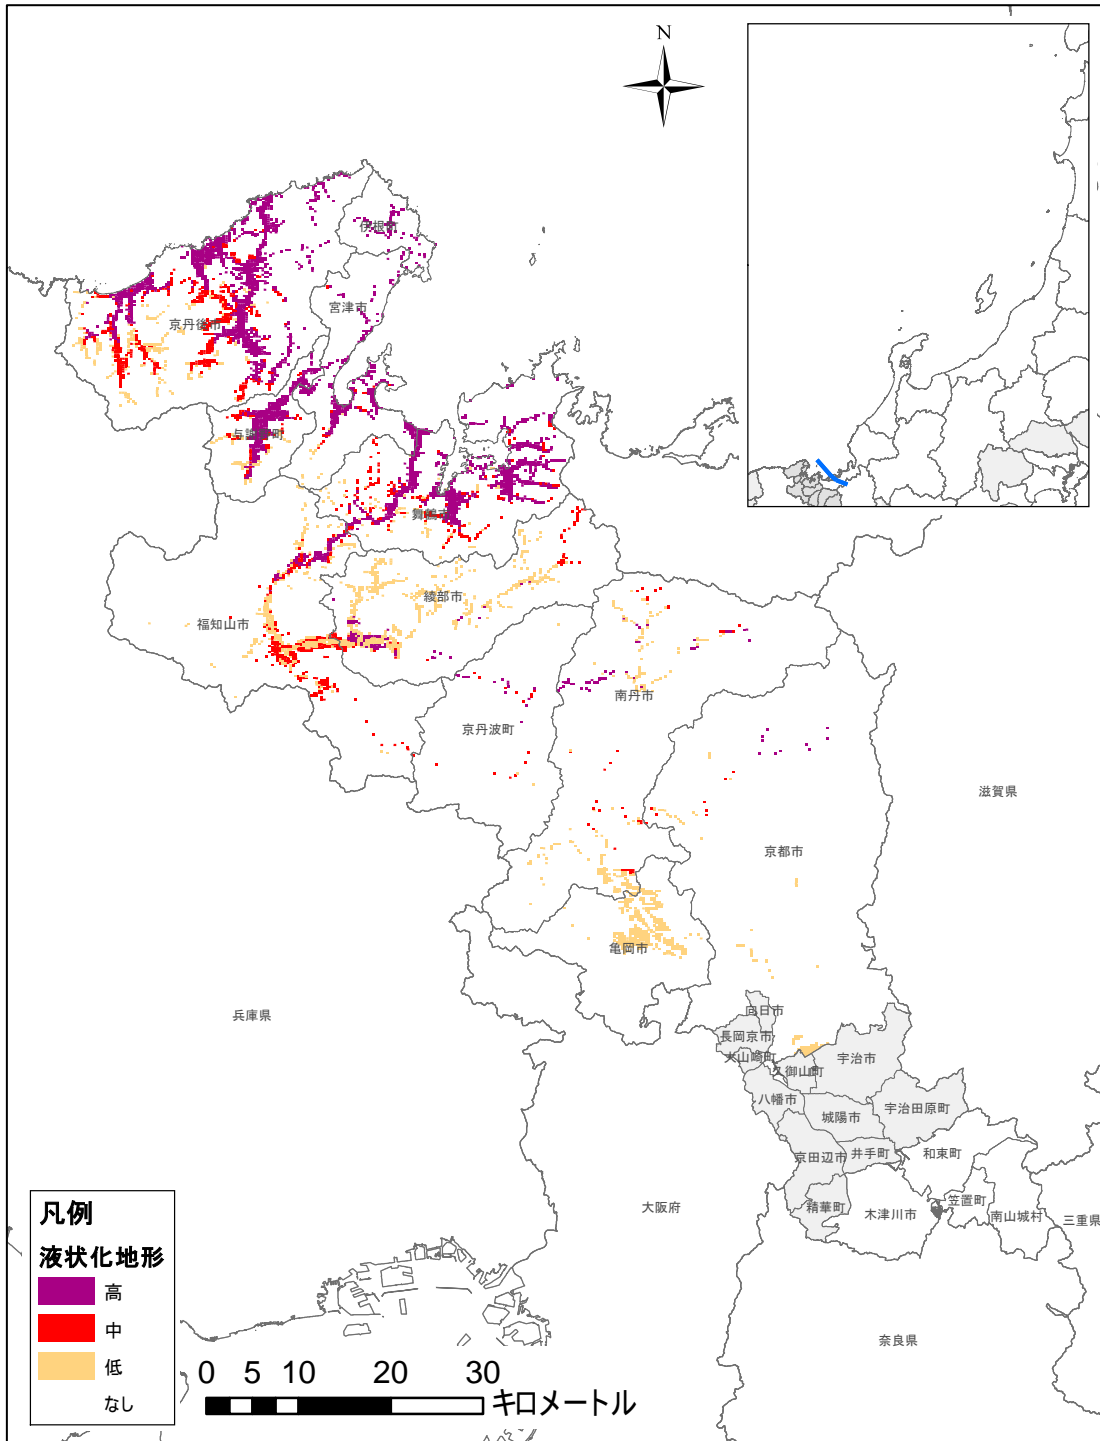 N
伊根町
宮津市
京丹後市
与謝野町
舞鶴市
綾部市
福知山市
南丹市
京丹波町
滋賀県
京都市
亀岡市
兵庫県
向日市
長岡京市
大山崎町
宇治市
久御山町
八幡市
宇治田原町
城陽市
京田辺市
井手町
和束町
精華町
木津川市
笠置町
南山城村
三重県
大阪府
奈良県
凡例
液状化地形
高
中
低
なし
0 5 10 20 30
キロメートル